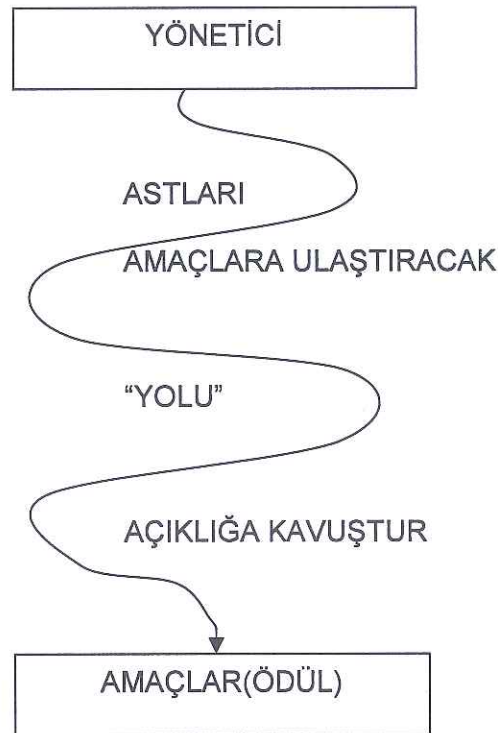 YÖNETİCİ
ASTLARI
AMAÇLARA ULAŞTIRACAK
“YOLU”
AÇIKLIĞA KAVUŞTUR
AMAÇLAR(ÖDÜL)